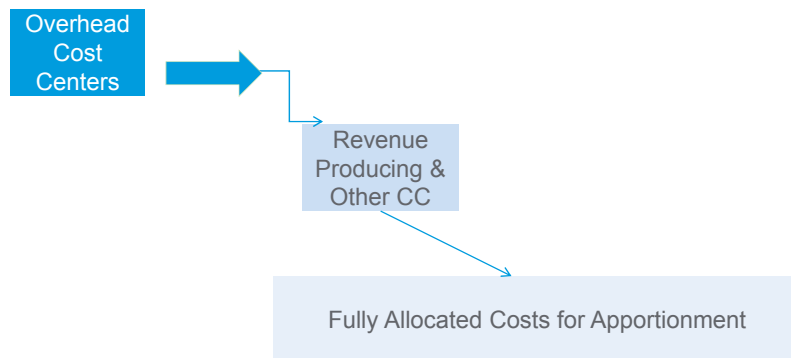 Overhead
Cost
Centers
Revenue
Producing &
Other CC
Fully Allocated Costs for Apportionment